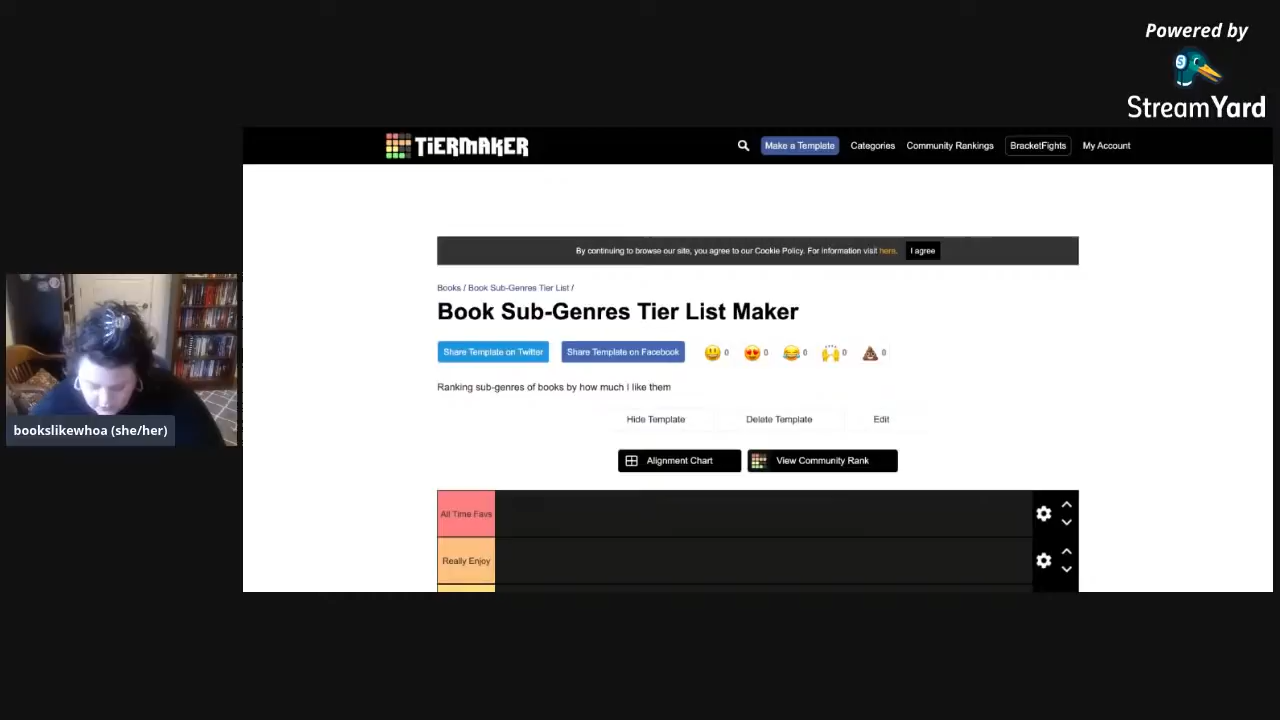 Powered by
StreamYard
TiERMAKER
Make a Template
Categories
Community Rankings
BracketFights
My Account
By continuing to browse our site, you agree to our Cookie Policy. For information visit here.
I agree
Books / Book Sub-Genres Tier List /
Book Sub-Genres Tier List Maker
Share Template on Twitter
Share Template on Facebook
0
0
0
0
0
Ranking sub-genres of books by how much I like them
Hide Template
Delete Template
Edit
bookslikewhoa (she/her)
Alignment Chart
View Community Rank
All Time Favs
Really Enjoy